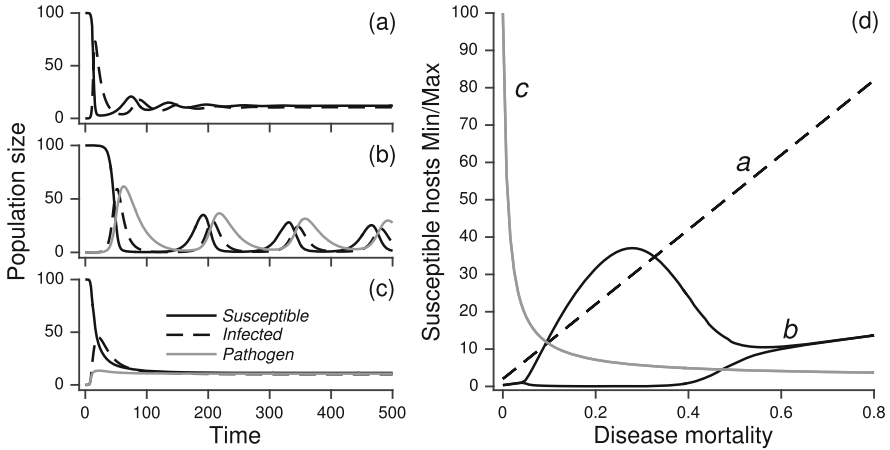 (a)
100
50
0
(b)
100
50
0
(c)
100
50
0
Susceptible
Infected
Pathogen
0 100 200 300 400 500
Time
Population size
(d)
100
90
80
70
60
50
40
30
20
10
0
c
a
b
0 0.2 0.4 0.6 0.8
Disease mortality
Susceptible hosts Min/Max